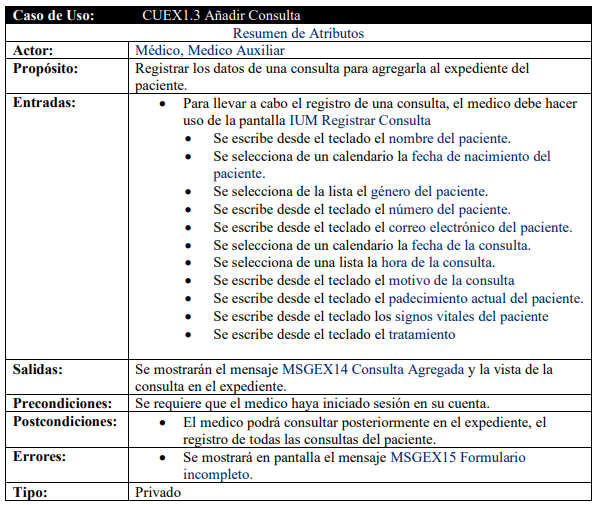 Caso de Uso: CUEX1.3 Añadir Consulta
Resumen de Atributos
Actor: Médico, Medico Auxiliar
Propósito: Registrar los datos de una consulta para agregarla al expediente del
paciente.
Entradas: • Para llevar a cabo el registro de una consulta, el medico debe hacer
uso de la pantalla IUM Registrar Consulta
• Se escribe desde el teclado el nombre del paciente.
• Se selecciona de un calendario la fecha de nacimiento del
paciente.
• Se selecciona de la lista el género del paciente.
• Se escribe desde el teclado el número del paciente.
• Se escribe desde el teclado el correo electrónico del paciente.
• Se selecciona de un calendario la fecha de la consulta.
• Se selecciona de una lista la hora de la consulta.
• Se escribe desde el teclado el motivo de la consulta
• Se escribe desde el teclado el padecimiento actual del paciente.
• Se escribe desde el teclado los signos vitales del paciente
• Se escribe desde el teclado el tratamiento
Salidas: Se mostrarán el mensaje MSGEX14 Consulta Agregada y la vista de la
consulta en el expediente.
Precondiciones: Se requiere que el medico haya iniciado sesión en su cuenta.
Postcondiciones: • El medico podrá consultar posteriormente en el expediente, el
registro de todas las consultas del paciente.
Errores: • Se mostrará en pantalla el mensaje MSGEX15 Formulario
incompleto.
Tipo: Privado